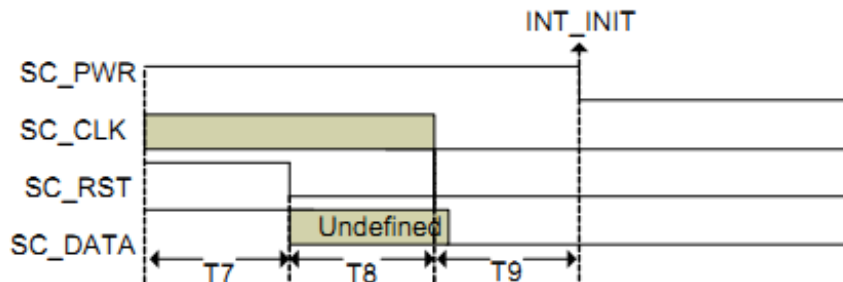 INT_INIT
SC_PWR
SC_CLK
SC_RST
SC_DATA
Undefined
T7
T8
T9